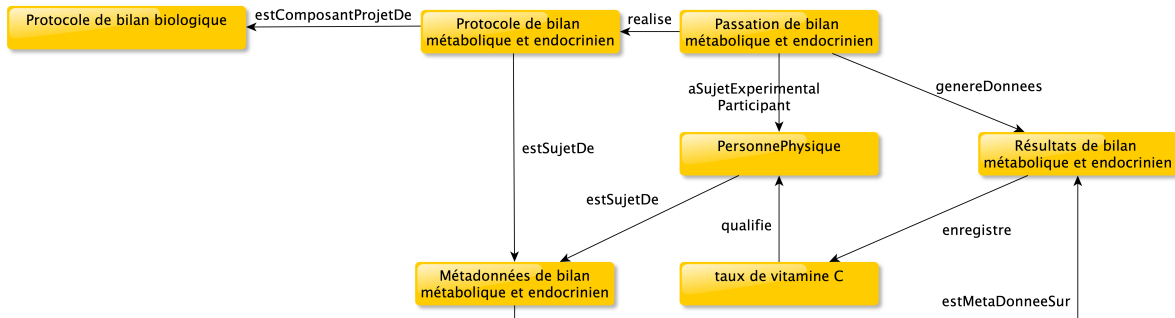 Protocole de bilan biologique
estComposantProjetDe
Protocole de bilan
métabolique et endocrinien
realise
Passation de bilan
métabolique et endocrinien
aSujetExperimental
Participant
genereDonnees
estSujetDe
PersonnePhysique
Résultats de bilan
métabolique et endocrinien
estSujetDe
qualifie
enregistre
Métadonnées de bilan
métabolique et endocrinien
taux de vitamine C
estMetaDonneeSur